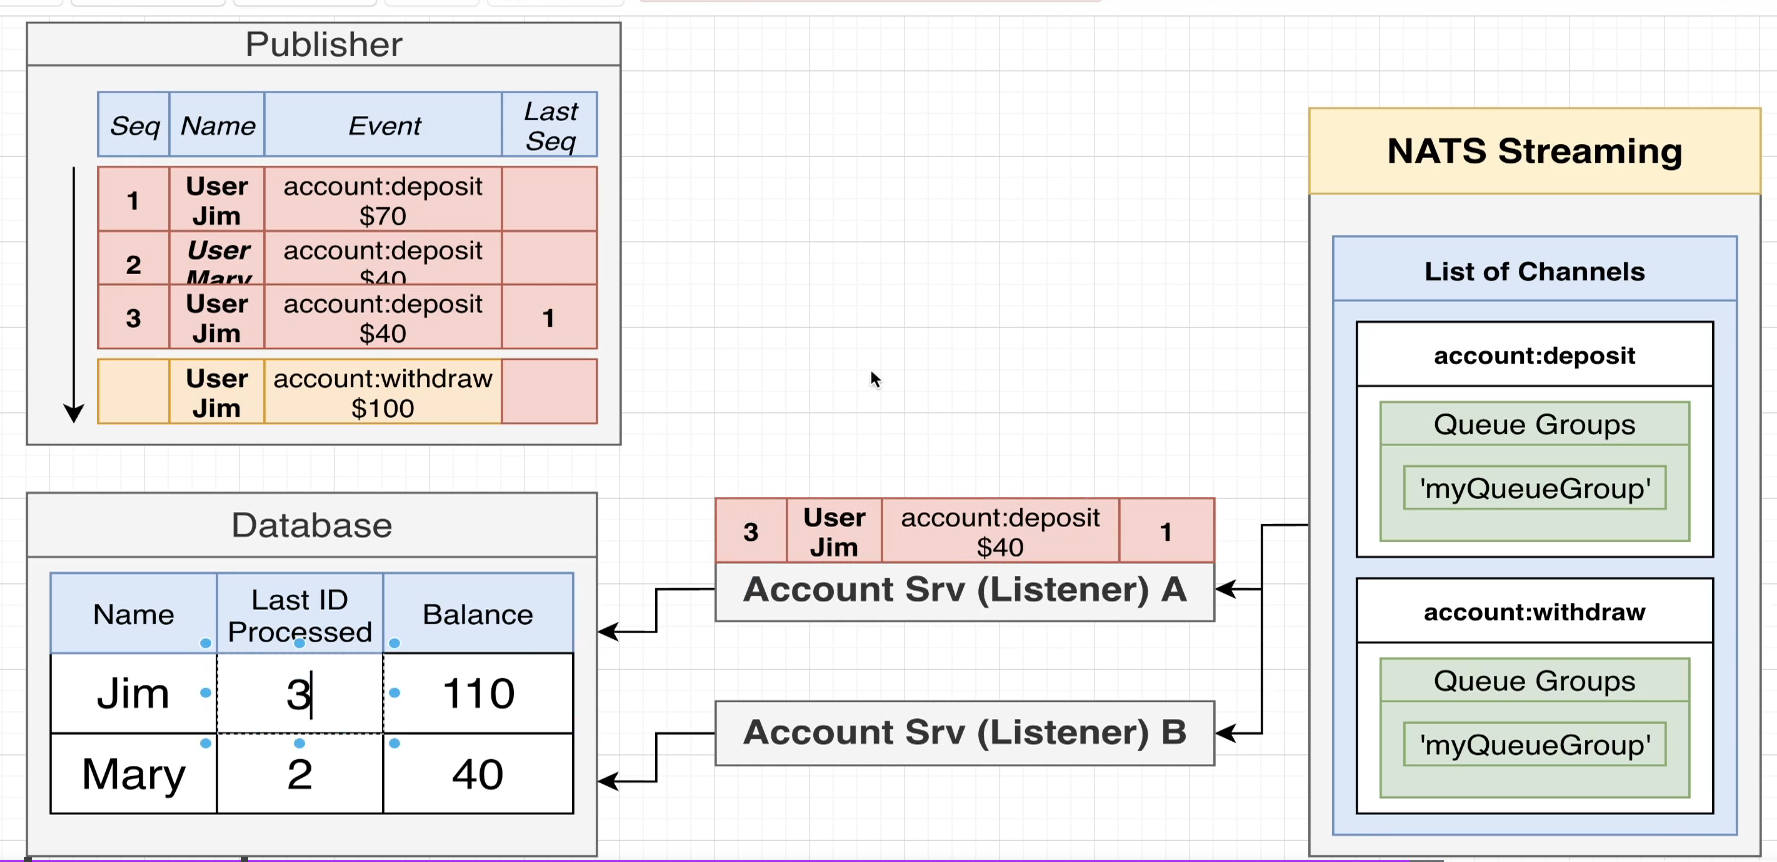 Publisher
Seq Name Event Last Seq
1 User Jim account:deposit $70
2 User Mary account:deposit $40
3 User Jim account:deposit $40 1
User Jim account:withdraw $100
Database
Name Last ID Processed Balance
Jim 3 110
Mary 2 40
3 User Jim account:deposit $40 1
Account Srv (Listener) A
Account Srv (Listener) B
NATS Streaming
List of Channels
account:deposit
Queue Groups
'myQueueGroup'
account:withdraw
Queue Groups
'myQueueGroup'